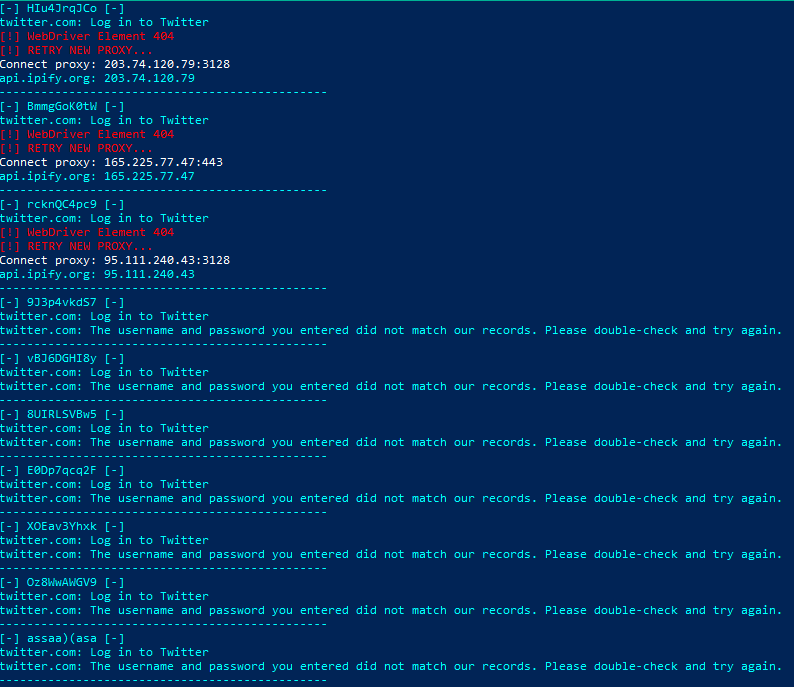 [-] HIu4JrqJCo [-]
twitter.com: Log in to Twitter
[!] WebDriver Element 404
[!] RETRY NEW PROXY...
Connect proxy: 203.74.120.79:3128
api.ipify.org: 203.74.120.79
-----------------------------------------------
[-] BmmgGoK0tW [-]
twitter.com: Log in to Twitter
[!] WebDriver Element 404
[!] RETRY NEW PROXY...
Connect proxy: 165.225.77.47:443
api.ipify.org: 165.225.77.47
-----------------------------------------------
[-] rcknQC4pc9 [-]
twitter.com: Log in to Twitter
[!] WebDriver Element 404
[!] RETRY NEW PROXY...
Connect proxy: 95.111.240.43:3128
api.ipify.org: 95.111.240.43
-----------------------------------------------
[-] 9J3p4vkdS7 [-]
twitter.com: Log in to Twitter
twitter.com: The username and password you entered did not match our records. Please double-check and try again.
-----------------------------------------------
[-] vBJ6DGHI8y [-]
twitter.com: Log in to Twitter
twitter.com: The username and password you entered did not match our records. Please double-check and try again.
-----------------------------------------------
[-] 8UIRLSVBw5 [-]
twitter.com: Log in to Twitter
twitter.com: The username and password you entered did not match our records. Please double-check and try again.
-----------------------------------------------
[-] E0Dp7qcq2F [-]
twitter.com: Log in to Twitter
twitter.com: The username and password you entered did not match our records. Please double-check and try again.
-----------------------------------------------
[-] XOEav3Yhxk [-]
twitter.com: Log in to Twitter
twitter.com: The username and password you entered did not match our records. Please double-check and try again.
-----------------------------------------------
[-] Oz8WwAWGV9 [-]
twitter.com: Log in to Twitter
twitter.com: The username and password you entered did not match our records. Please double-check and try again.
-----------------------------------------------
[-] assaa)(asa [-]
twitter.com: Log in to Twitter
twitter.com: The username and password you entered did not match our records. Please double-check and try again.
-----------------------------------------------